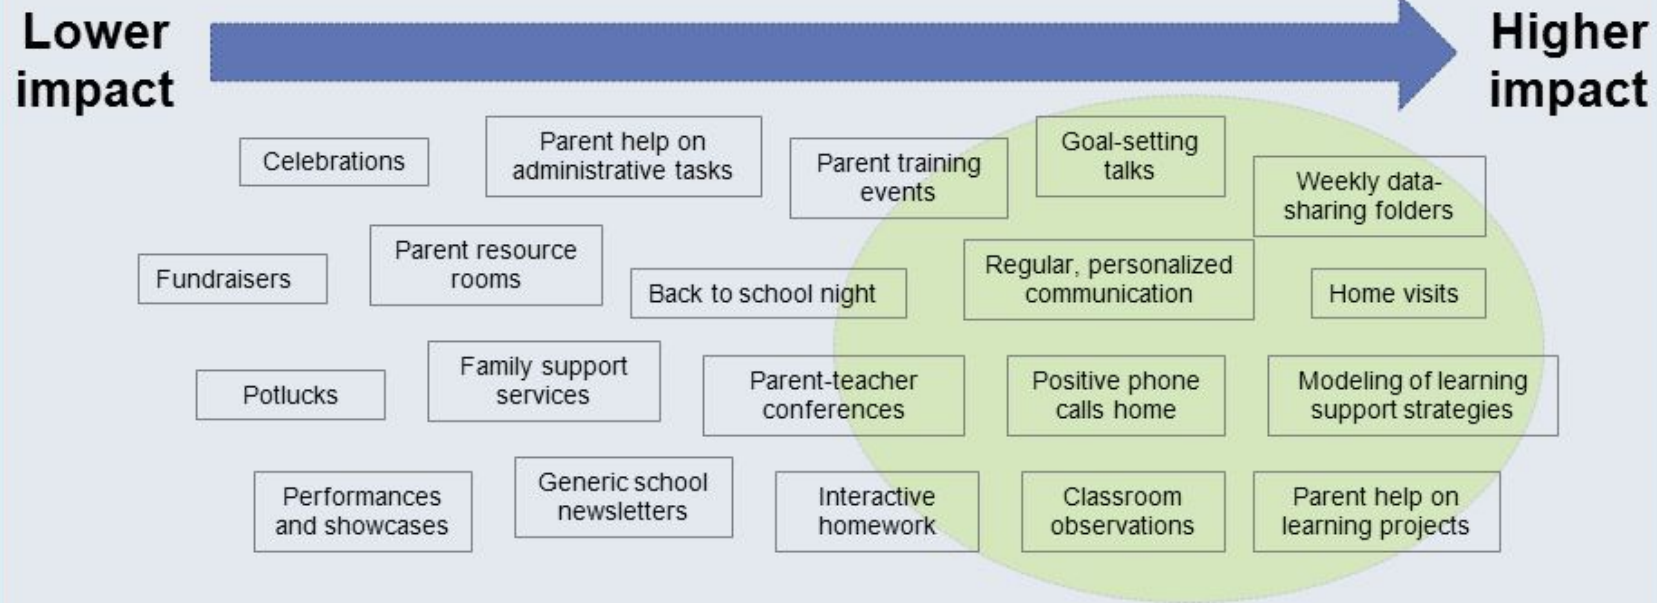 Lower
impact
Higher
impact
Celebrations
Parent help on
administrative tasks
Parent training
events
Goal-setting
talks
Weekly data-
sharing folders
Fundraisers
Parent resource
rooms
Back to school night
Regular, personalized
communication
Home visits
Potlucks
Family support
services
Parent-teacher
conferences
Positive phone
calls home
Modeling of learning
support strategies
Performances
and showcases
Generic school
newsletters
Interactive
homework
Classroom
observations
Parent help on
learning projects